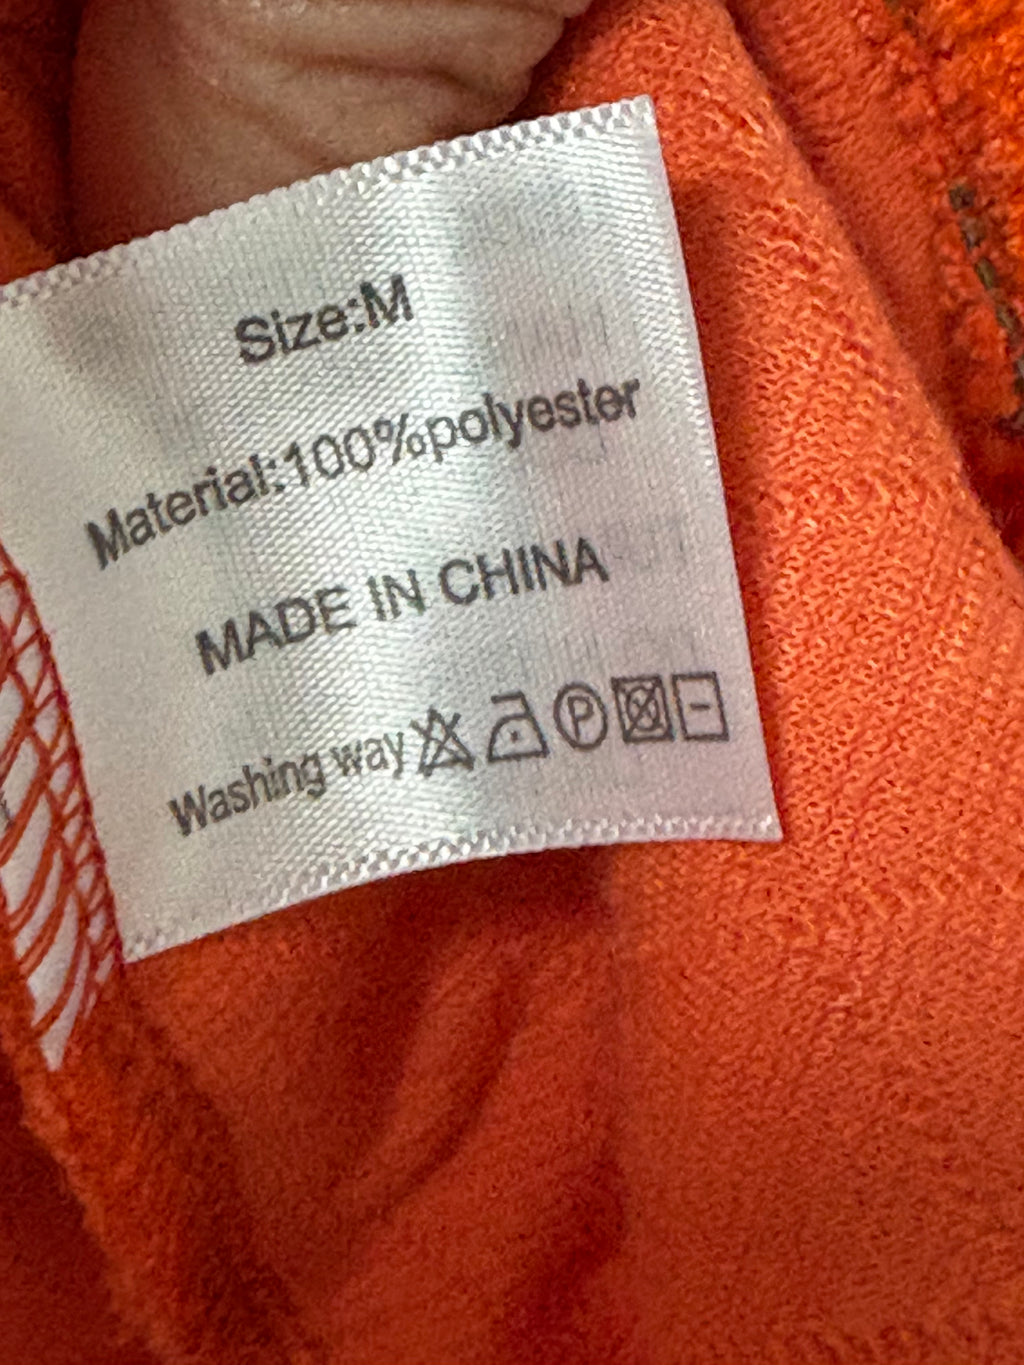 Size:M
Material:100%polyester
MADE IN CHINA
Washing way P